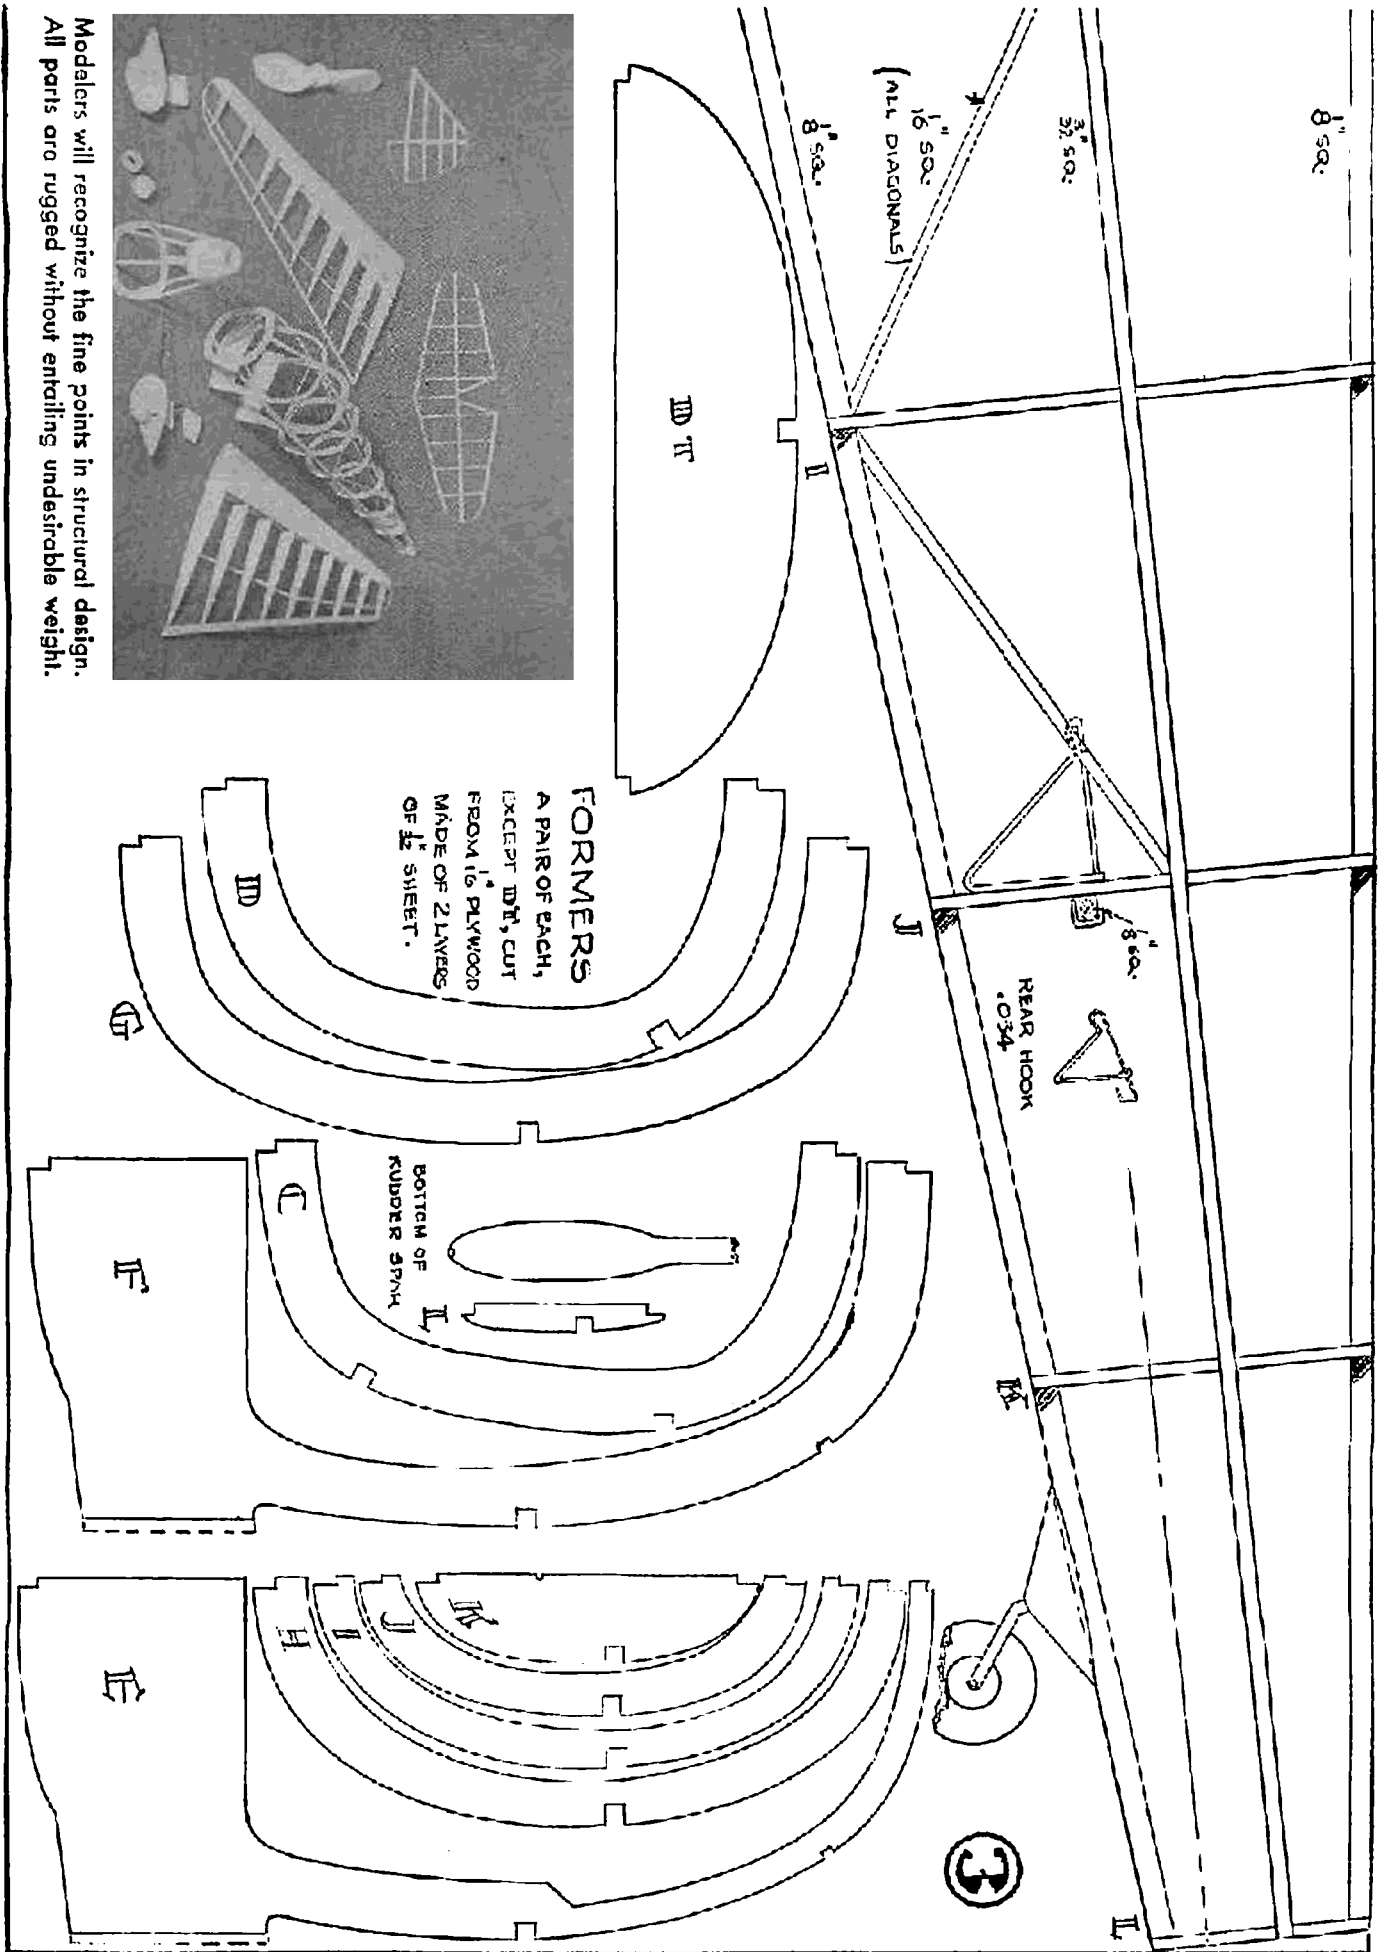 1/8" SQ.
3/32" SQ.
1/16" SQ.
(ALL DIAGONALS)
1/8" SQ.
I
J
1/8" SQ.
REAR HOOK
.034
K
L
DT
FORMERS
A PAIR OF EACH,
EXCEPT DT, CUT
FROM 1/16" PLYWOOD
MADE OF 2 LAYERS
OF 1/32" SHEET.
D
G
C
BOTTOM OF
RUDDER SPAR
L
F
K
J
I
H
E
3
Modelers will recognize the fine points in structural design.
All parts are rugged without entailing undesirable weight.